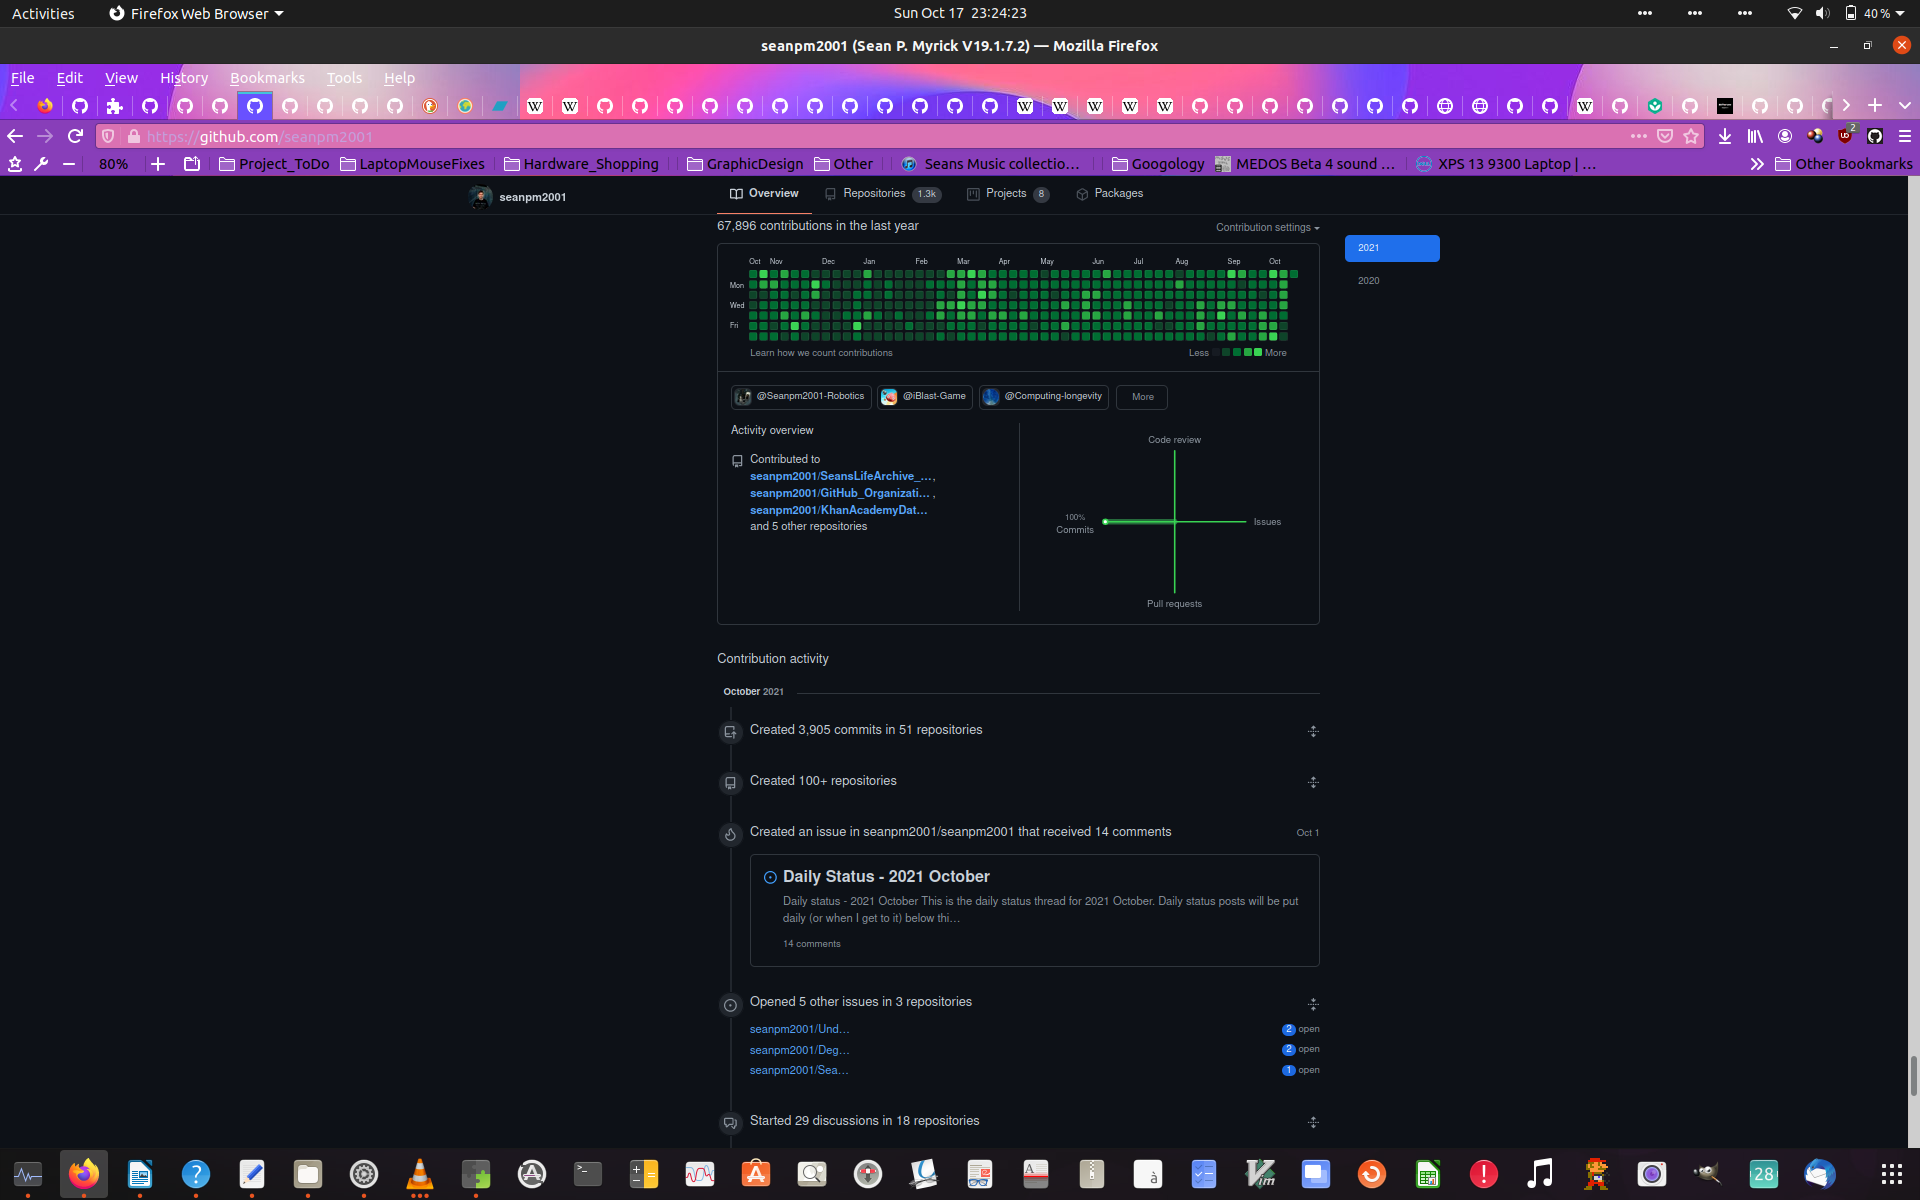 Activities
Firefox Web Browser
Sun Oct 17 23:24:23
40 %
seanpm2001 (Sean P. Myrick V19.1.7.2) — Mozilla Firefox
File Edit View History Bookmarks Tools Help
https://github.com/seanpm2001
2
80%
Project_ToDo
LaptopMouseFixes
Hardware_Shopping
GraphicDesign
Other
Seans Music collectio…
Googology
MEDOS Beta 4 sound …
XPS 13 9300 Laptop | …
Other Bookmarks
seanpm2001
Overview
Repositories 1.3k
Projects 8
Packages
67,896 contributions in the last year
Contribution settings
2021
2020
Oct Nov Dec Jan Feb Mar Apr May Jun Jul Aug Sep Oct
Mon
Wed
Fri
Learn how we count contributions
Less More
@Seanpm2001-Robotics
@iBlast-Game
@Computing-longevity
More
Activity overview
Contributed to
seanpm2001/SeansLifeArchive_…,
seanpm2001/GitHub_Organizati… ,
seanpm2001/KhanAcademyDat…
and 5 other repositories
Code review
100%
Commits
Issues
Pull requests
Contribution activity
October 2021
Created 3,905 commits in 51 repositories
Created 100+ repositories
Created an issue in seanpm2001/seanpm2001 that received 14 comments
Oct 1
Daily Status - 2021 October
Daily status - 2021 October This is the daily status thread for 2021 October. Daily status posts will be put
daily (or when I get to it) below thi…
14 comments
Opened 5 other issues in 3 repositories
seanpm2001/Und…
2 open
seanpm2001/Deg…
2 open
seanpm2001/Sea…
1 open
Started 29 discussions in 18 repositories
28